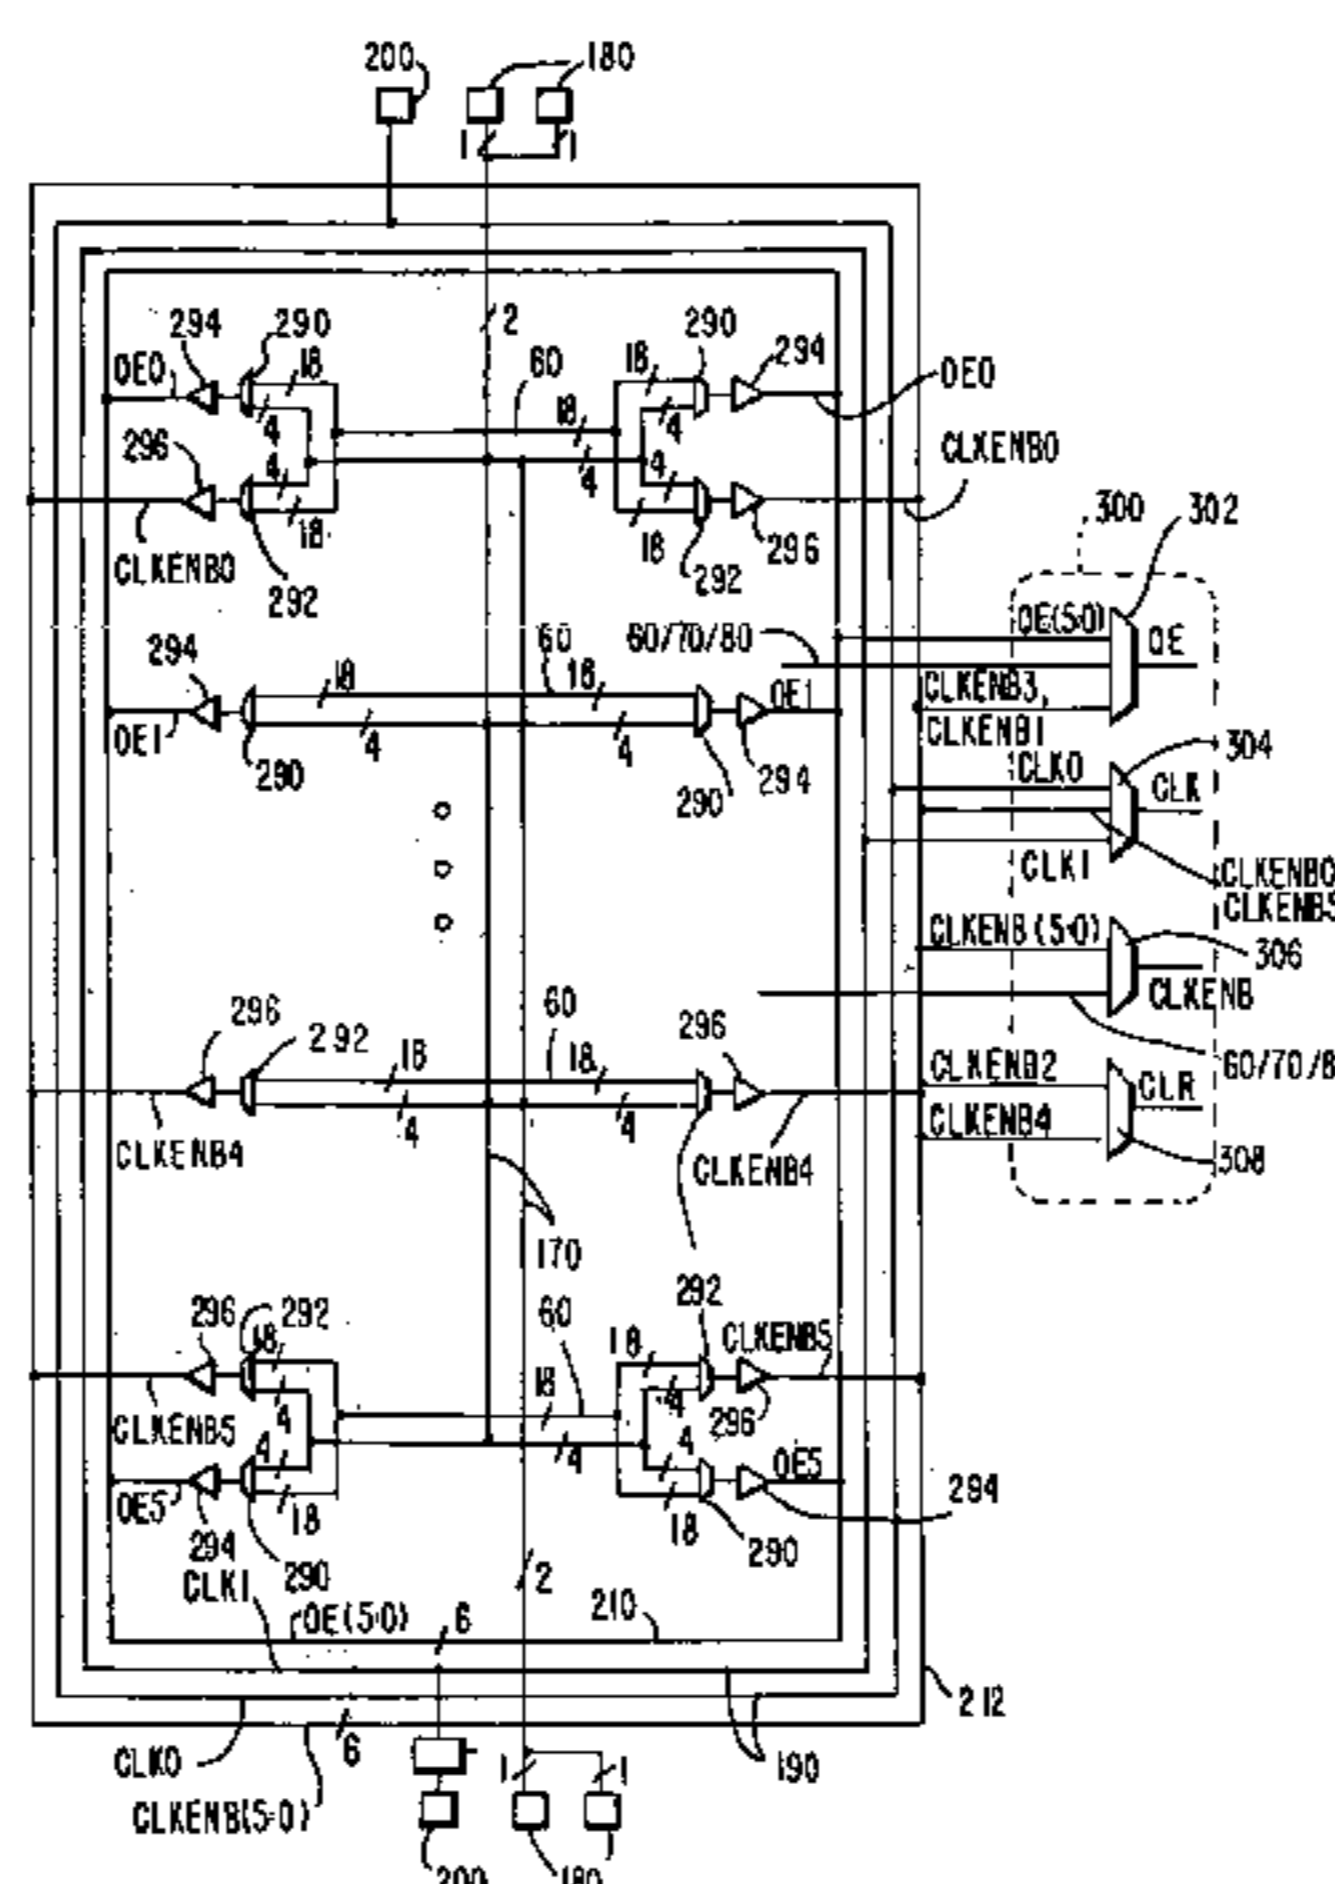 200 180
1 1
2
294 290 60 290 294
OE0 18 18 OE0
4 18 4
296 4 4 4 CLKENB0
18 18 296
CLKENB0 292 292
300 302
294 60 60/70/80 OE(5:0) OE
18 18 OE1 CLKENB3,
OE1 4 4 CLKENB1
290 290 294
CLK0 304
CLK
CLK1 CLKENB0
CLKENB5
CLKENB(5:0) 306
CLKENB
296 292 60 296
18 18 CLKENB2 60/70/8
4 4 CLR
CLKENB4 CLKENB4 CLKENB4 308
170
296 292 60 292 CLKENB5
18 18 18
4 4 296
CLKENB5 4 4 4 OE5
OE5 18 18 294
294 290 290
CLK1 2
OE(5:0) 6 210
212
CLK0 6 1 1 190
CLKENB(5:0)
200 180